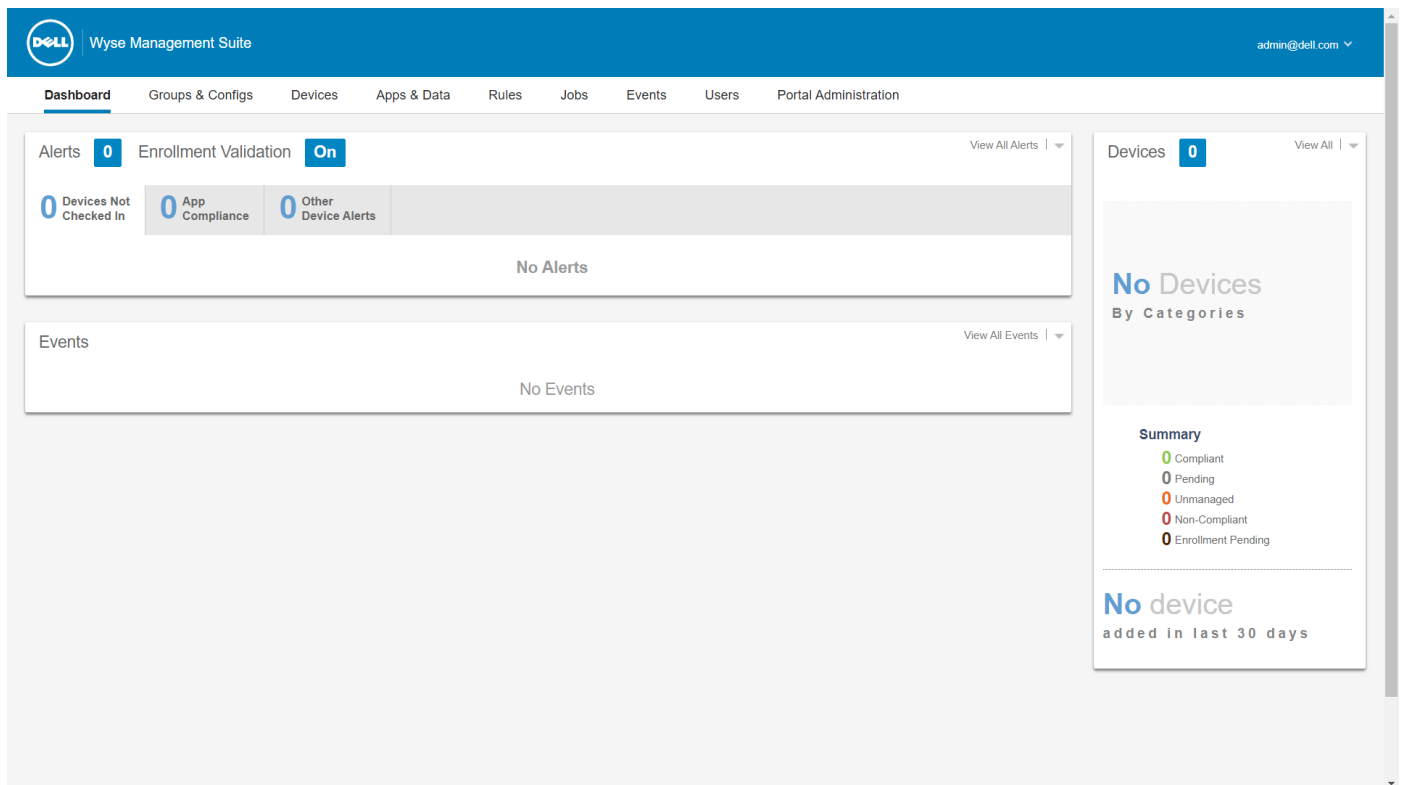 DELL Wyse Management Suite admin@dell.com
Dashboard Groups & Configs Devices Apps & Data Rules Jobs Events Users Portal Administration
Alerts 0 Enrollment Validation On View All Alerts
0 Devices Not Checked In
0 App Compliance
0 Other Device Alerts
No Alerts
Events View All Events
No Events
Devices 0 View All
No Devices
By Categories
Summary
0 Compliant
0 Pending
0 Unmanaged
0 Non-Compliant
0 Enrollment Pending
No device
added in last 30 days